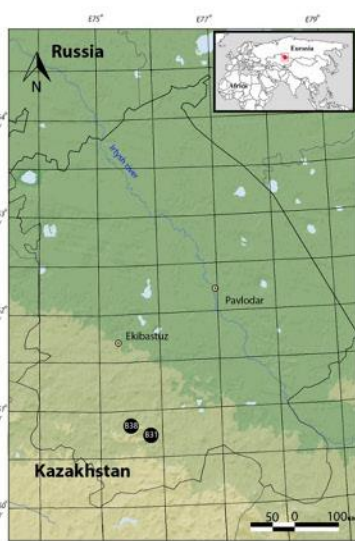 E75° E77° E79°
Russia
Eurasia
Africa
N
Irtysh river
Pavlodar
Ekibastuz
B38
B31
Kazakhstan
50 0 100